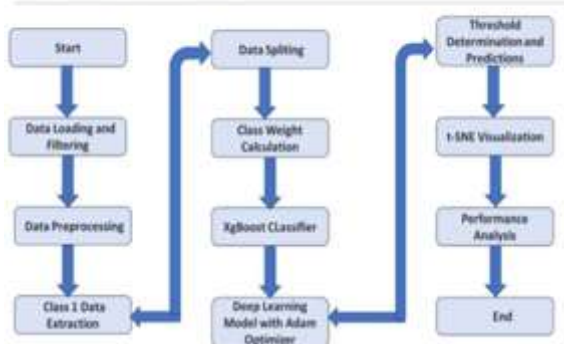 Start
Data Loading and
Filtering
Data Preprocessing
Class 1 Data
Extraction
Data Spliting
Class Weight
Calculation
XgBoost CLassifier
Deep Learning
Model with Adam
Optimizer
Threshold
Determination and
Predictions
t-SNE Visualization
Performance
Analysis
End